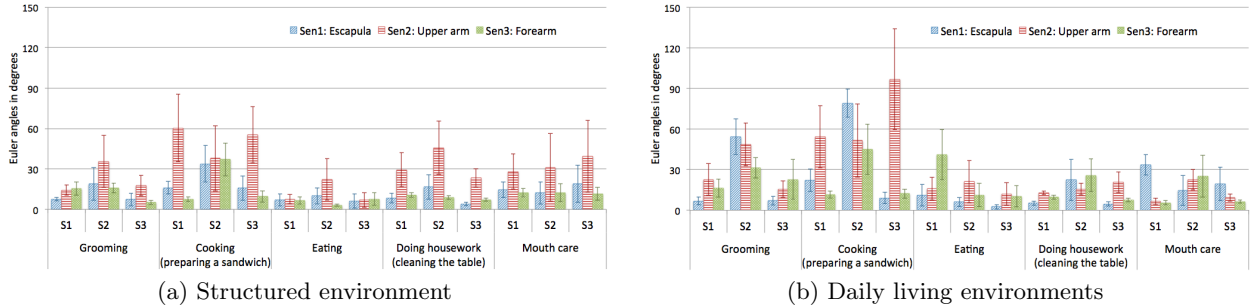 150
120
90
60
30
0
Euler angles in degrees
Sen1: Escapula Sen2: Upper arm Sen3: Forearm
S1 S2 S3 S1 S2 S3 S1 S2 S3 S1 S2 S3 S1 S2 S3
Grooming Cooking Eating Doing housework Mouth care
(preparing a sandwich) (cleaning the table)
(a) Structured environment
150
120
90
60
30
0
Euler angles in degrees
Sen1: Escapula Sen2: Upper arm Sen3: Forearm
S1 S2 S3 S1 S2 S3 S1 S2 S3 S1 S2 S3 S1 S2 S3
Grooming Cooking Eating Doing housework Mouth care
(preparing a sandwich) (cleaning the table)
(b) Daily living environments